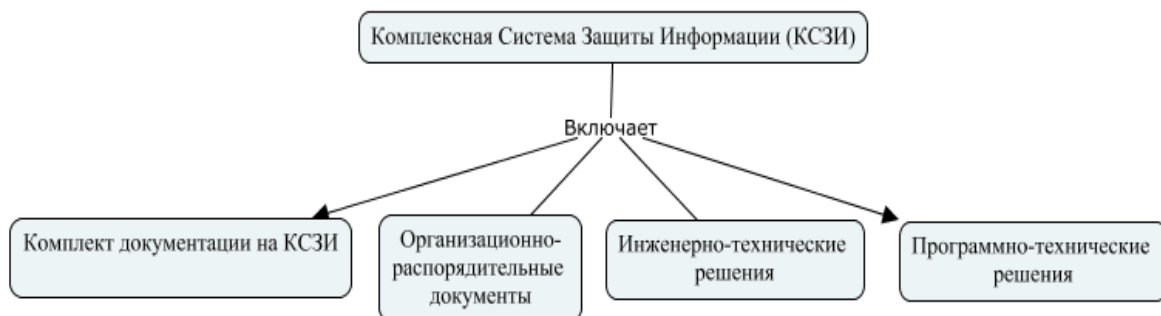 Комплексная Система Защиты Информации (КСЗИ)
Включает
Комплект документации на КСЗИ
Организационно-
распорядительные
документы
Инженерно-технические
решения
Программно-технические
решения